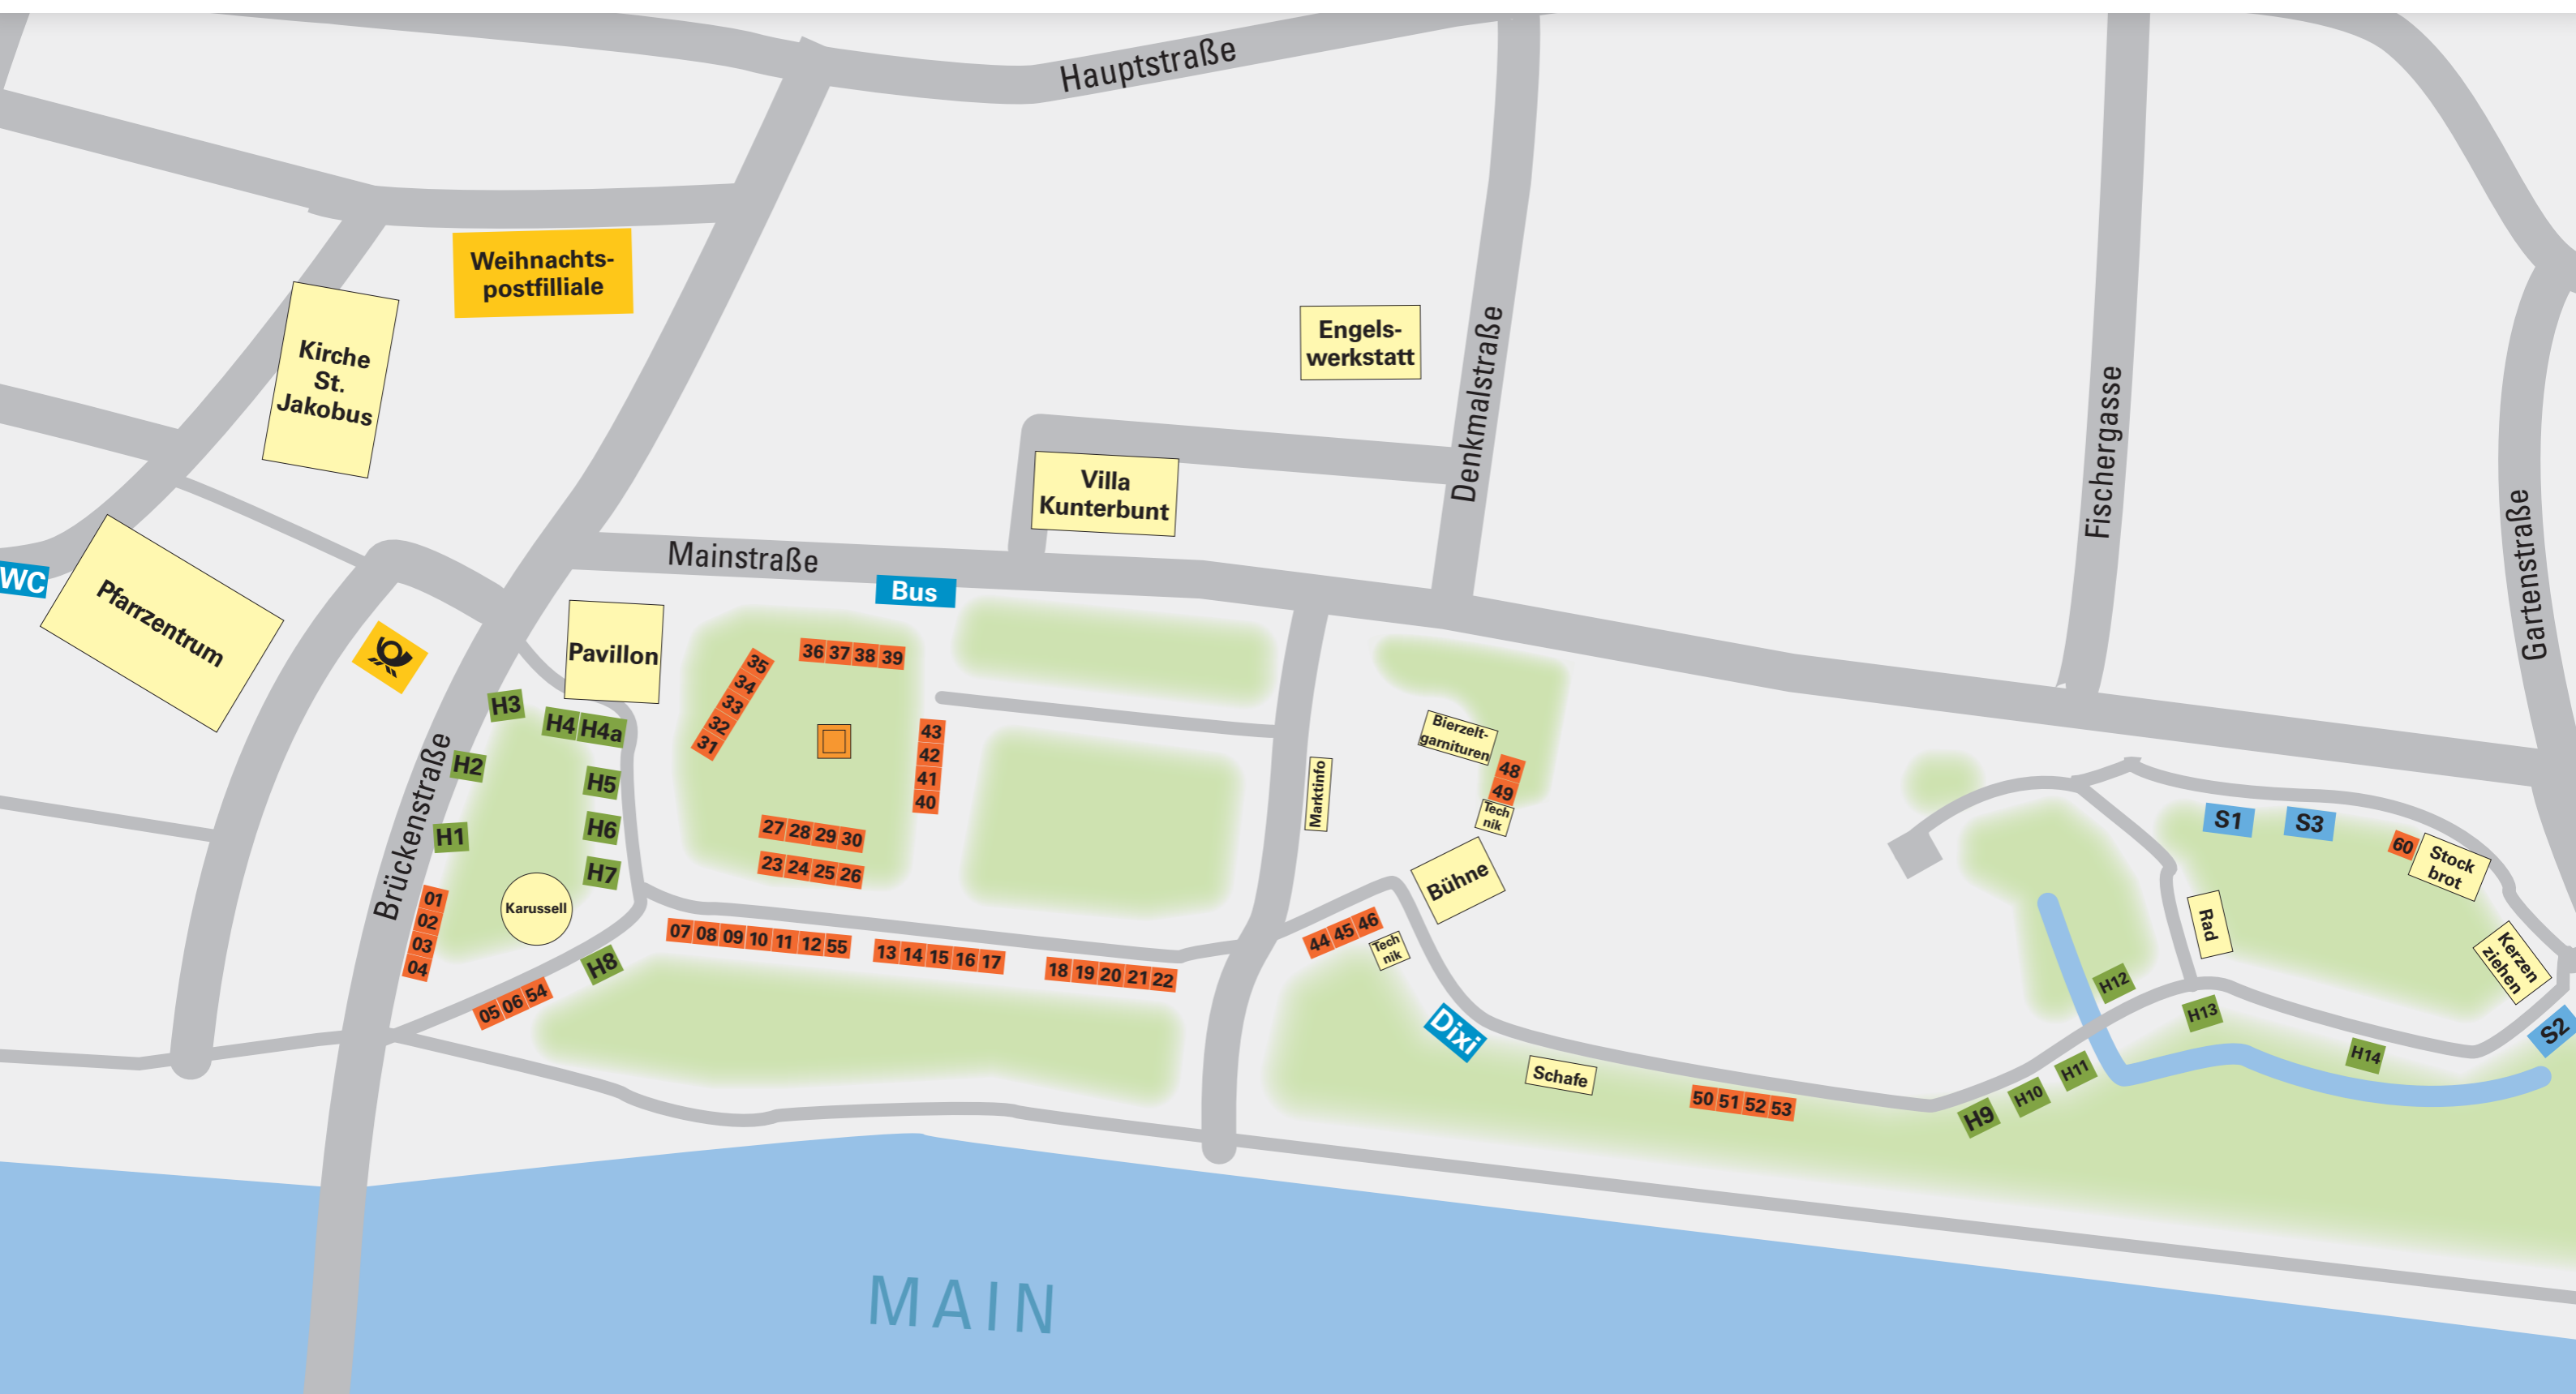 Hauptstraße
Weihnachts-
postfilliale
Kirche
St.
Jakobus
Engels-
werkstatt
Denkmalstraße
Fischergasse
Gartenstraße
Villa
Kunterbunt
Mainstraße
WC
Pfarrzentrum
Bus
Pavillon
Brückenstraße
H3
H4 H4a
H2
H5
H1
H6
H7
Karussell
H8
01
02
03
04
05 06 54
35
34
33
32
31
36 37 38 39
43
42
41
40
27 28 29 30
23 24 25 26
07 08 09 10 11 12 55
13 14 15 16 17
18 19 20 21 22
Marktinfo
Bierzelt-
garnituren
48
49
Tech
nik
Bühne
44 45 46
Tech
nik
Dixi
Schafe
50 51 52 53
H9
H10
H11
H12
H13
H14
S1
S3
60
Stock
brot
Rad
Kerzen
ziehen
S2
MAIN